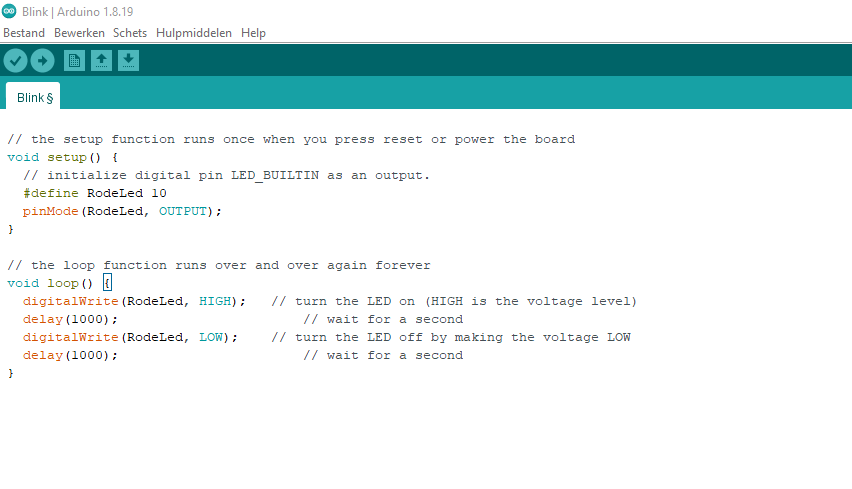 Blink | Arduino 1.8.19
Bestand Bewerken Schets Hulpmiddelen Help
Blink §
// the setup function runs once when you press reset or power the board
void setup() {
  // initialize digital pin LED_BUILTIN as an output.
  #define RodeLed 10
  pinMode(RodeLed, OUTPUT);
}
// the loop function runs over and over again forever
void loop() {
  digitalWrite(RodeLed, HIGH);   // turn the LED on (HIGH is the voltage level)
  delay(1000);                       // wait for a second
  digitalWrite(RodeLed, LOW);    // turn the LED off by making the voltage LOW
  delay(1000);                       // wait for a second
}